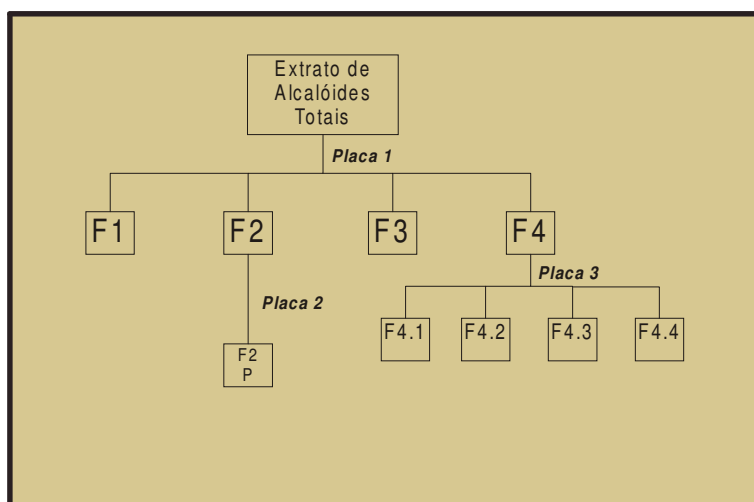 Extrato de
Alcalóides
Totais
Placa 1
F1
F2
F3
F4
Placa 3
Placa 2
F4.1
F4.2
F4.3
F4.4
F2
P